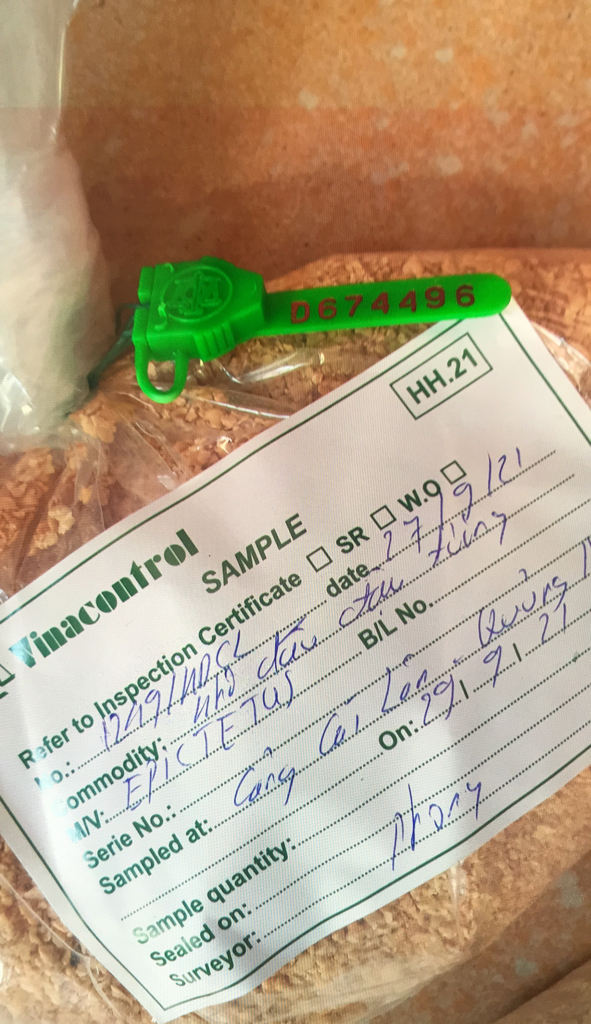 D674496
HH.21
Vinacontrol
SAMPLE
Refer to Inspection Certificate ☐ SR ☐ W.O ☐
No.: 1249/HDCL date 27/9/21
Commodity: khô dầu đậu tương
M/V: EPICTETUS B/L No.
Serie No.:
Sampled at: Cảng Cái Lân - Quảng
On: 29/9/21
Sample quantity:
Sealed on:
Surveyor: Phong